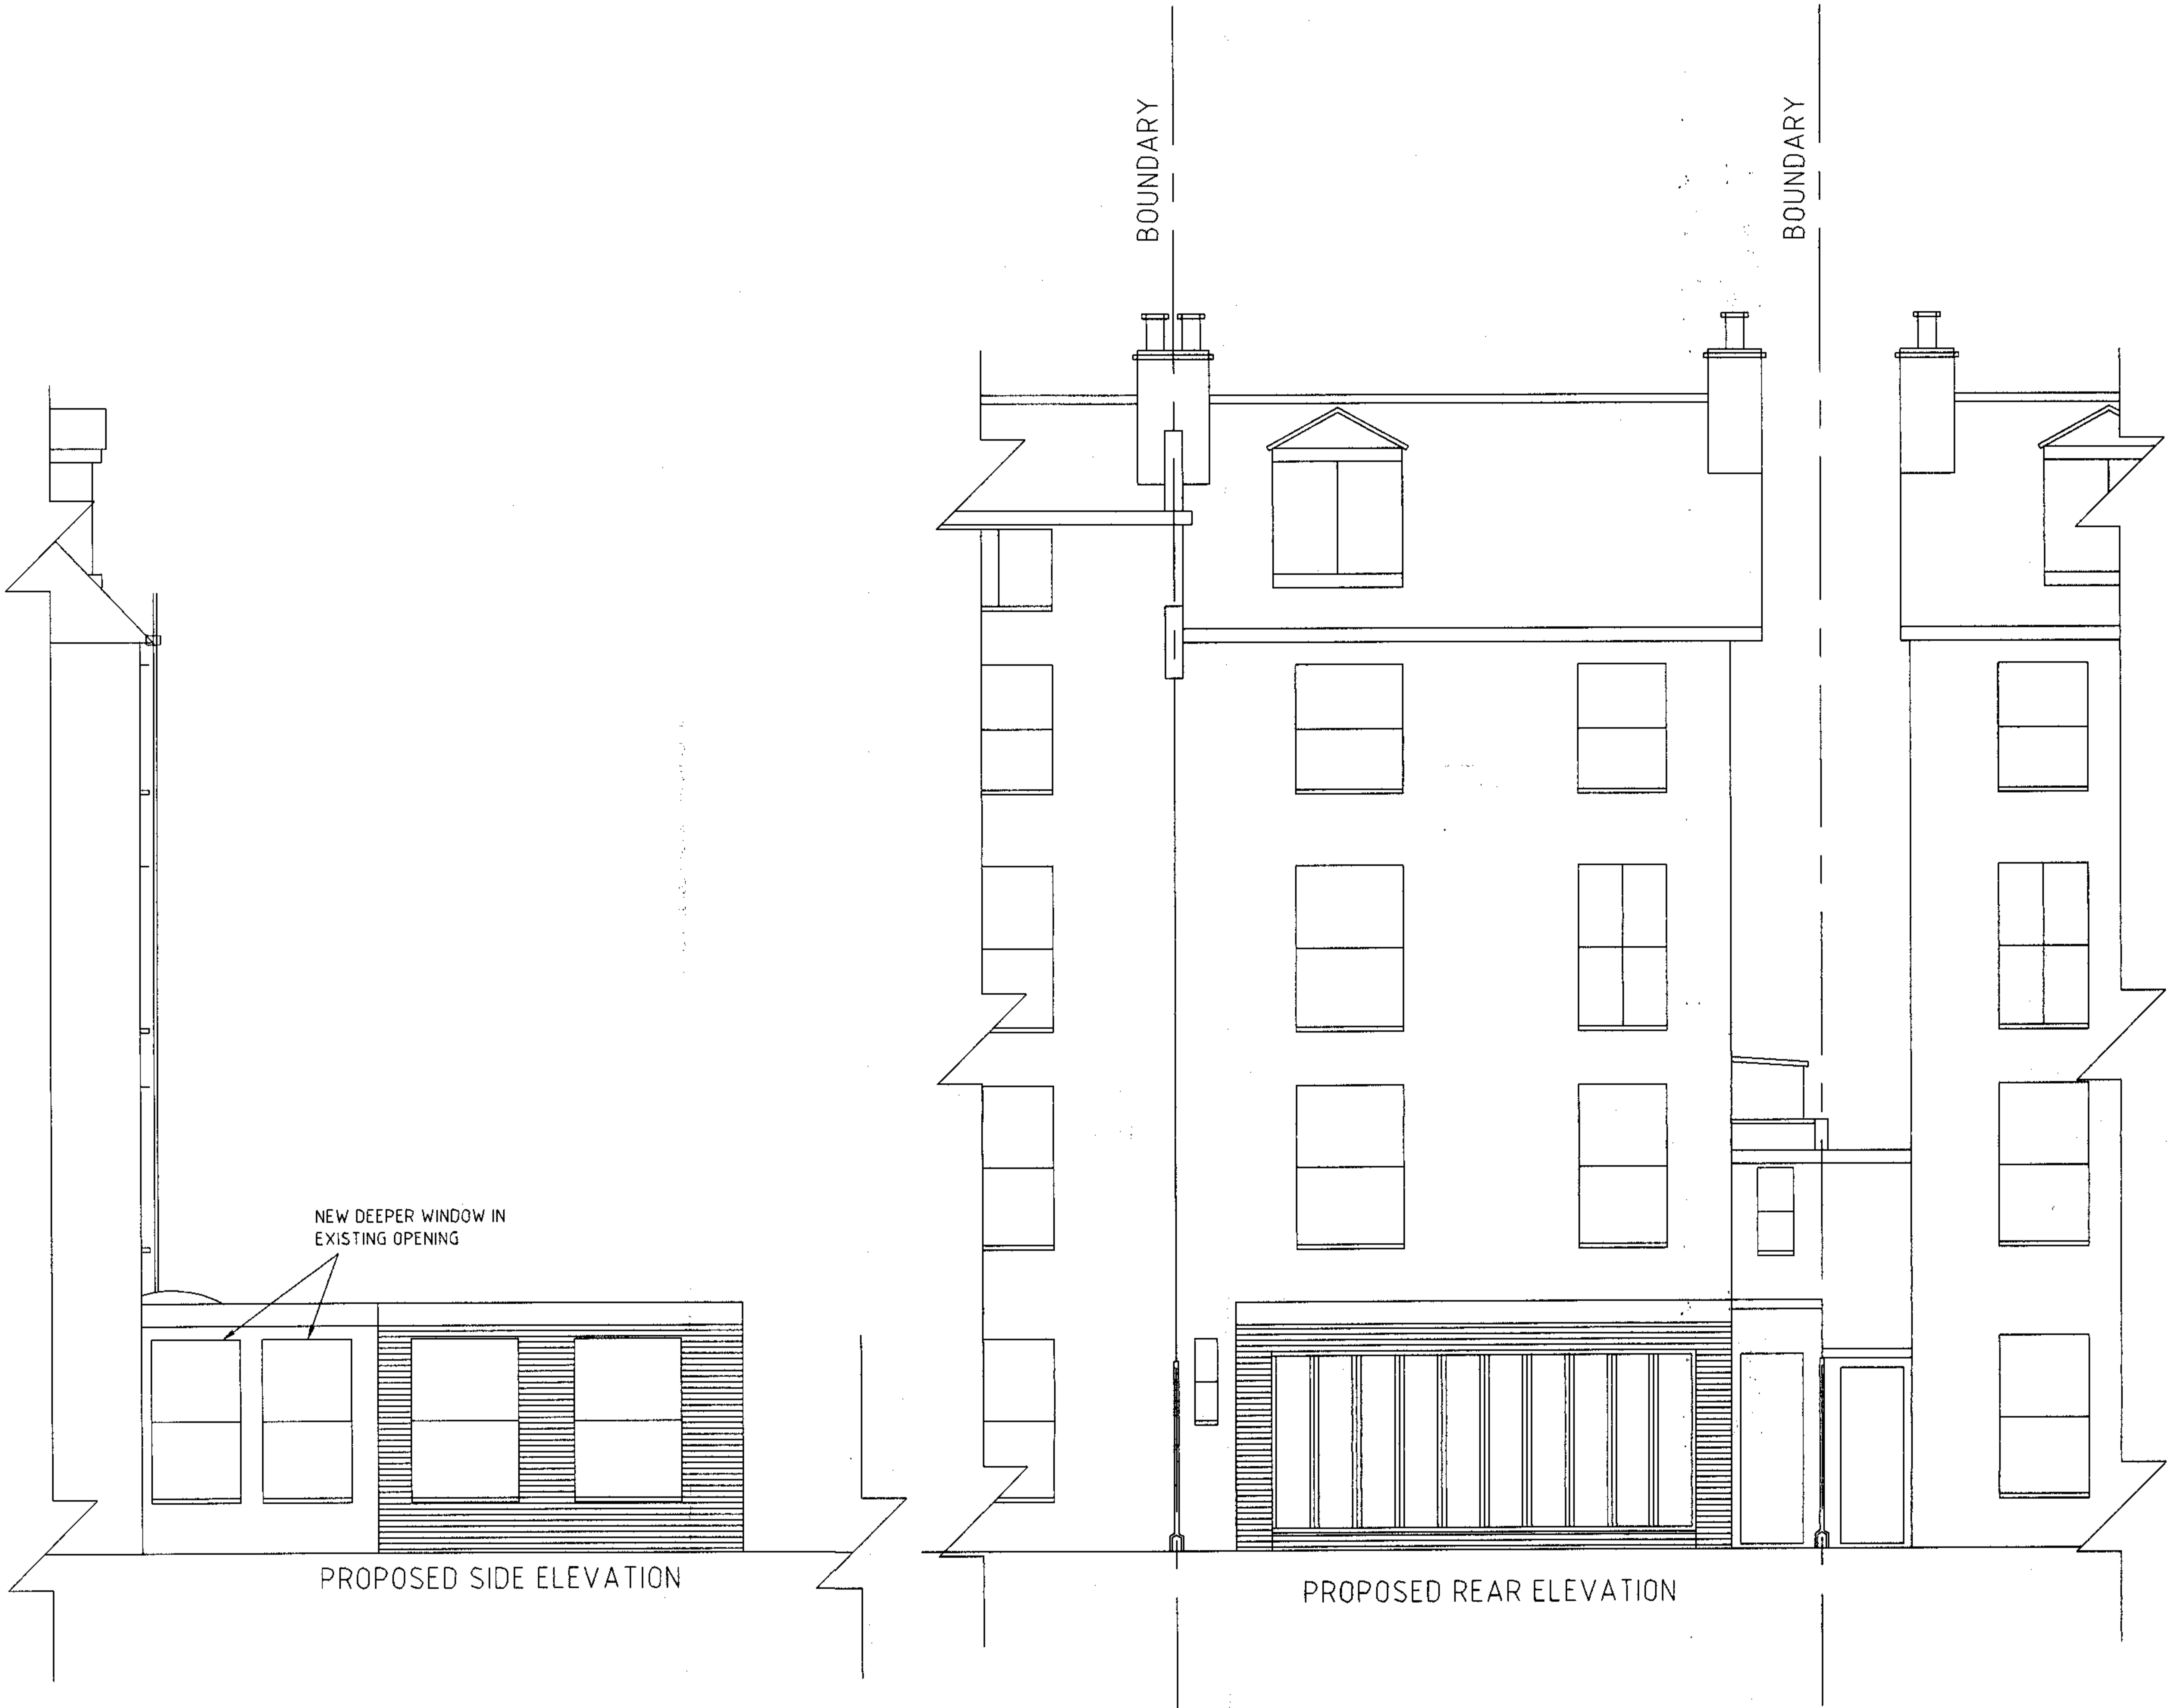 BOUNDARY
BOUNDARY
NEW DEEPER WINDOW IN
EXISTING OPENING
PROPOSED SIDE ELEVATION
PROPOSED REAR ELEVATION